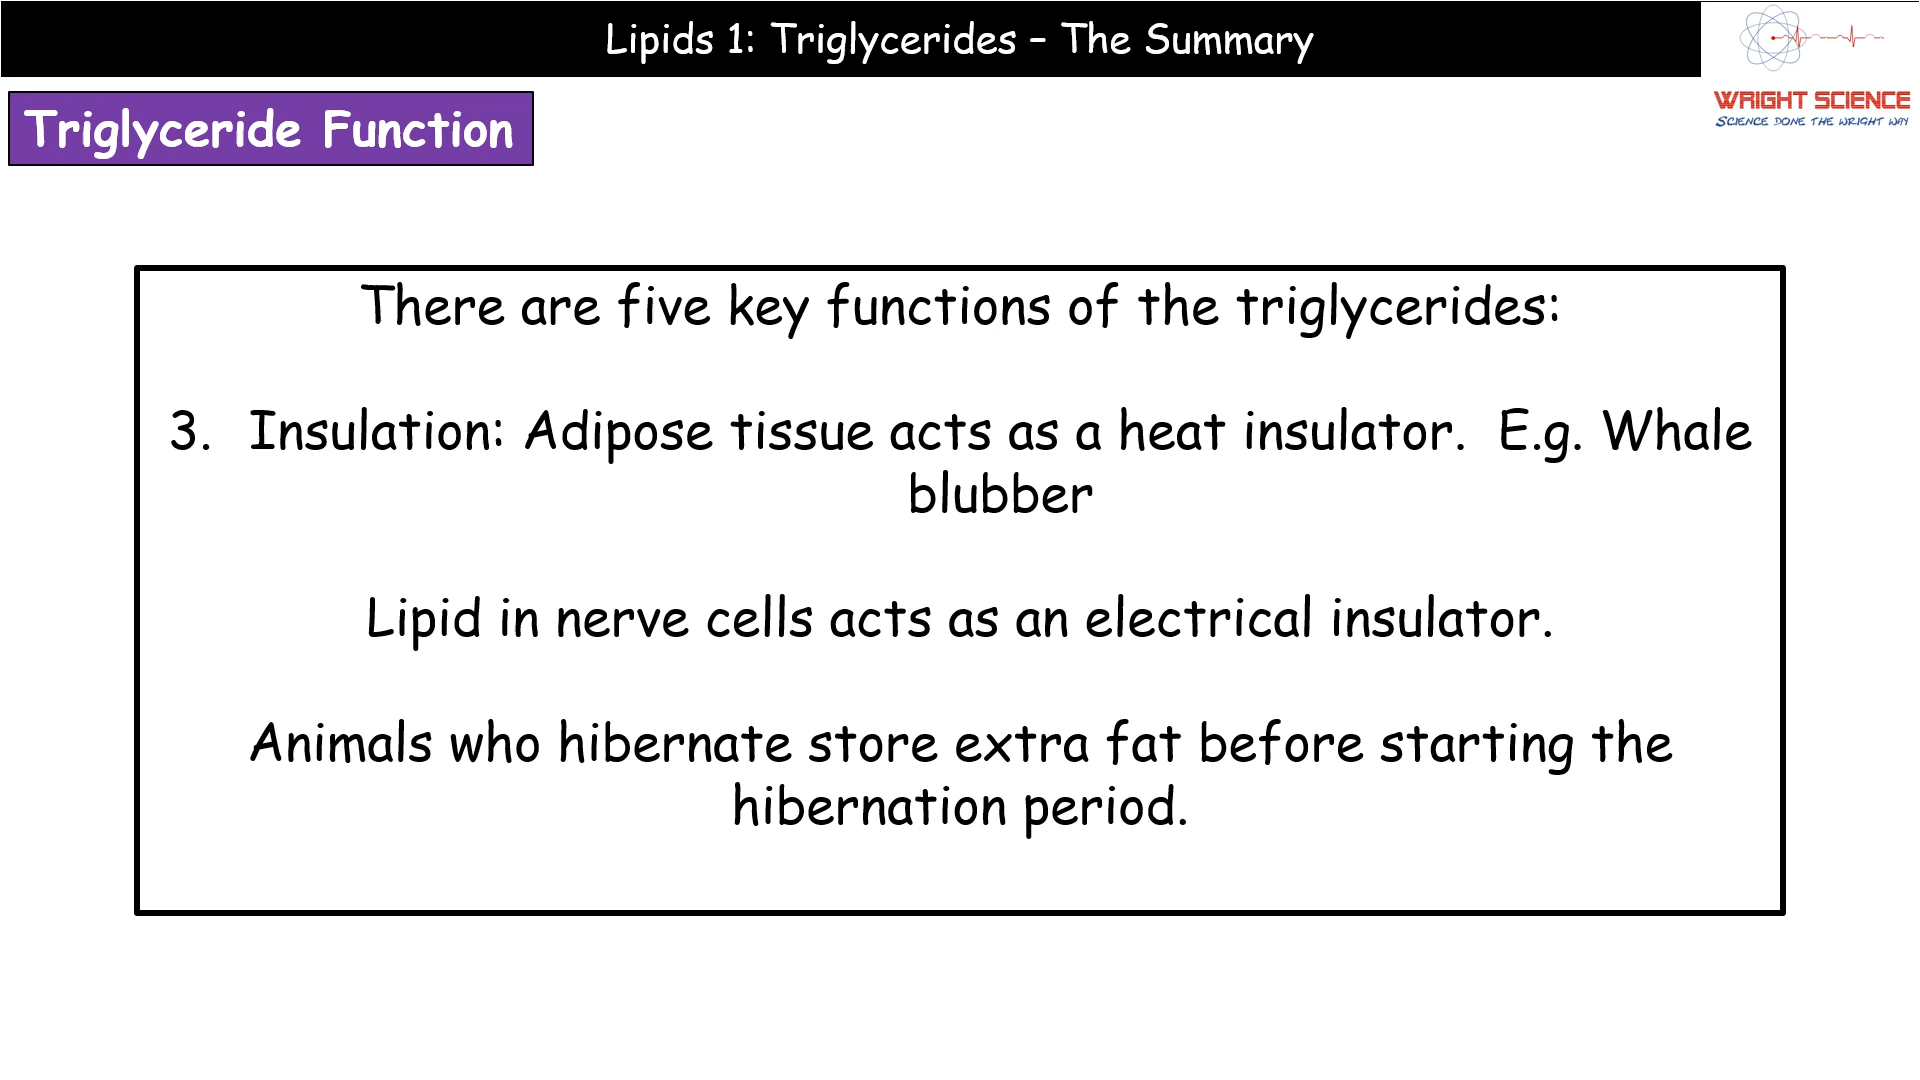 Lipids 1: Triglycerides – The Summary
WRIGHT SCIENCE
SCIENCE DONE THE WRIGHT WAY
Triglyceride Function
There are five key functions of the triglycerides:
3. Insulation: Adipose tissue acts as a heat insulator. E.g. Whale
blubber
Lipid in nerve cells acts as an electrical insulator.
Animals who hibernate store extra fat before starting the
hibernation period.